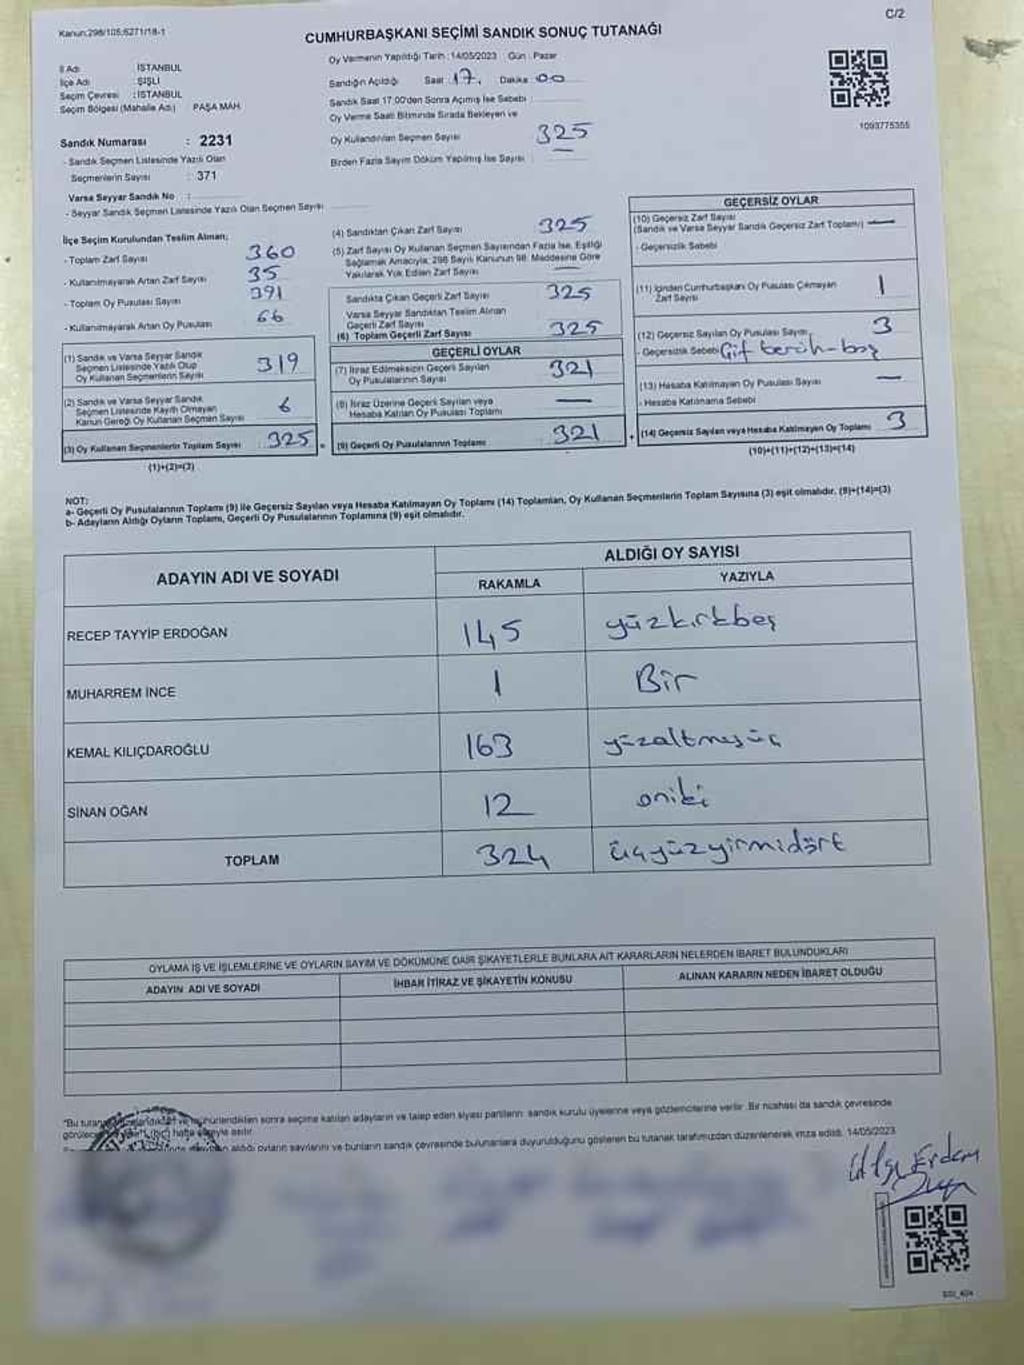 Kanun:298/105;6271/18-1
C/2
CUMHURBAŞKANI SEÇİMİ SANDIK SONUÇ TUTANAĞI
İl Adı : İSTANBUL
İlçe Adı : ŞİŞLİ
Seçim Çevresi : İSTANBUL
Seçim Bölgesi (Mahalle Adı) PAŞA MAH.
Sandık Numarası : 2231
- Sandık Seçmen Listesinde Yazılı Olan
Seçmenlerin Sayısı : 371
Varsa Seyyar Sandık No :
- Seyyar Sandık Seçmen Listesinde Yazılı Olan Seçmen Sayısı
Oy Vermenin Yapıldığı Tarih : 14/05/2023 Gün : Pazar
Sandığın Açıldığı Saat : 17. Dakika : 00
Sandık Saat 17.00'den Sonra Açımış İse Sebebi :
Oy Verme Saati Bitiminde Sırada Bekleyen ve
Oy Kullandırılan Seçmen Sayısı : 325
Birden Fazla Sayım Döküm Yapılmış İse Sayısı :
1093775355
İlçe Seçim Kurulundan Teslim Alınan;
- Toplam Zarf Sayısı 360
- Kullanılmayarak Artan Zarf Sayısı 35
- Toplam Oy Pusulası Sayısı 391
- Kullanılmayarak Artan Oy Pusulası 66
(1) Sandık ve Varsa Seyyar Sandık
Seçmen Listesinde Yazılı Olup
Oy Kullanan Seçmenlerin Sayısı 319
(2) Sandık ve Varsa Seyyar Sandık
Seçmen Listesinde Kayıtlı Olmayan
Kanun Gereği Oy Kullanan Seçmen Sayısı 6
(3) Oy Kullanan Seçmenlerin Toplam Sayısı 325 =
(1)+(2)=(3)
(4) Sandıktan Çıkan Zarf Sayısı 325
(5) Zarf Sayısı Oy Kullanan Seçmen Sayısından Fazla İse, Eşitliği
Sağlamak Amacıyla, 298 Sayılı Kanunun 98. Maddesine Göre
Yakılarak Yok Edilen Zarf Sayısı —
Sandıkta Çıkan Geçerli Zarf Sayısı 325
Varsa Seyyar Sandıktan Teslim Alınan
Geçerli Zarf Sayısı
(6) Toplam Geçerli Zarf Sayısı 325
GEÇERLİ OYLAR
(7) İtiraz Edilmeksizin Geçerli Sayılan
Oy Pusulalarının Sayısı 321
(8) İtiraz Üzerine Geçerli Sayılan veya
Hesaba Katılan Oy Pusulası Toplamı —
(9) Geçerli Oy Pusulalarının Toplamı 321 +
GEÇERSİZ OYLAR
(10) Geçersiz Zarf Sayısı
(Sandık ve Varsa Seyyar Sandık Geçersiz Zarf Toplamı) —
- Geçersizlik Sebebi
(11) İçinden Cumhurbaşkanı Oy Pusulası Çıkmayan
Zarf Sayısı 1
(12) Geçersiz Sayılan Oy Pusulası Sayısı 3
- Geçersizlik Sebebi Çift tercih-boş
(13) Hesaba Katılmayan Oy Pusulası Sayısı —
- Hesaba Katılmama Sebebi
(14) Geçersiz Sayılan veya Hesaba Katılmayan Oy Toplamı 3
(10)+(11)+(12)+(13)=(14)
NOT:
a- Geçerli Oy Pusulalarının Toplamı (9) ile Geçersiz Sayılan veya Hesaba Katılmayan Oy Toplamı (14) Toplamları, Oy Kullanan Seçmenlerin Toplam Sayısına (3) eşit olmalıdır. (9)+(14)=(3)
b- Adayların Aldığı Oyların Toplamı, Geçerli Oy Pusulalarının Toplamına (9) eşit olmalıdır.
ADAYIN ADI VE SOYADI
ALDIĞI OY SAYISI
RAKAMLA YAZIYLA
RECEP TAYYİP ERDOĞAN 145 yüzkırkbeş
MUHARREM İNCE 1 Bir
KEMAL KILIÇDAROĞLU 163 yüzaltmışüç
SİNAN OĞAN 12 oniki
TOPLAM 324 üçyüzyirmidört
OYLAMA İŞ VE İŞLEMLERİNE VE OYLARIN SAYIM VE DÖKÜMÜNE DAİR ŞİKAYETLERLE BUNLARA AİT KARARLARIN NELERDEN İBARET BULUNDUKLARI
ADAYIN ADI VE SOYADI İHBAR İTİRAZ VE ŞİKAYETİN KONUSU ALINAN KARARIN NEDEN İBARET OLDUĞU
*Bu tutanak mühürlendikten sonra seçime katılan adayların ve talep eden siyasi partilerin sandık kurulu üyelerine veya gözlemcilerine verilir. Bir nüshası da sandık çevresinde
hafta süreyle asılır.
aldığı oyların sayılarını ve bunların sandık çevresinde bulunanlara duyurulduğunu gösteren bu tutanak tarafımızdan düzenlenerek imza edildi. 14/05/2023
Erdem